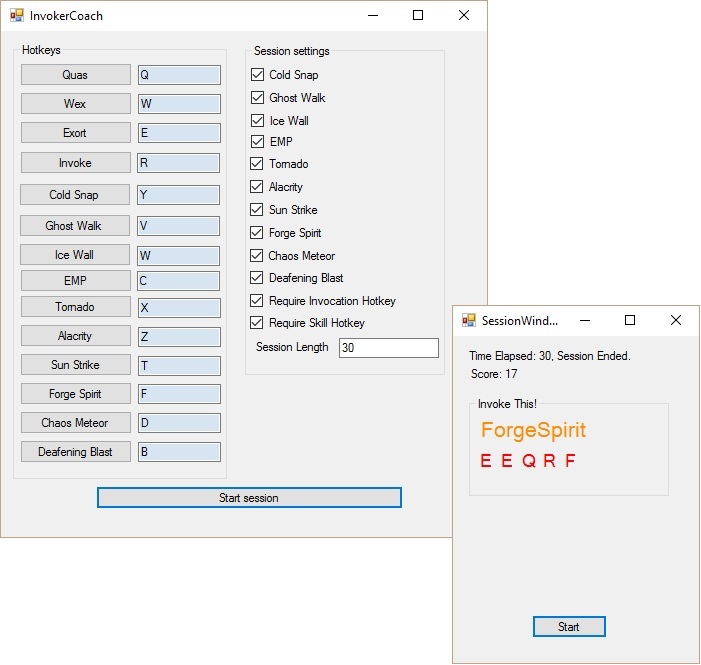 InvokerCoach
Hotkeys
Quas Q
Wex W
Exort E
Invoke R
Cold Snap Y
Ghost Walk V
Ice Wall W
EMP C
Tornado X
Alacrity Z
Sun Strike T
Forge Spirit F
Chaos Meteor D
Deafening Blast B
Session settings
Cold Snap
Ghost Walk
Ice Wall
EMP
Tornado
Alacrity
Sun Strike
Forge Spirit
Chaos Meteor
Deafening Blast
Require Invocation Hotkey
Require Skill Hotkey
Session Length 30
Start session
SessionWind...
Time Elapsed: 30, Session Ended.
Score: 17
Invoke This!
ForgeSpirit
E E Q R F
Start